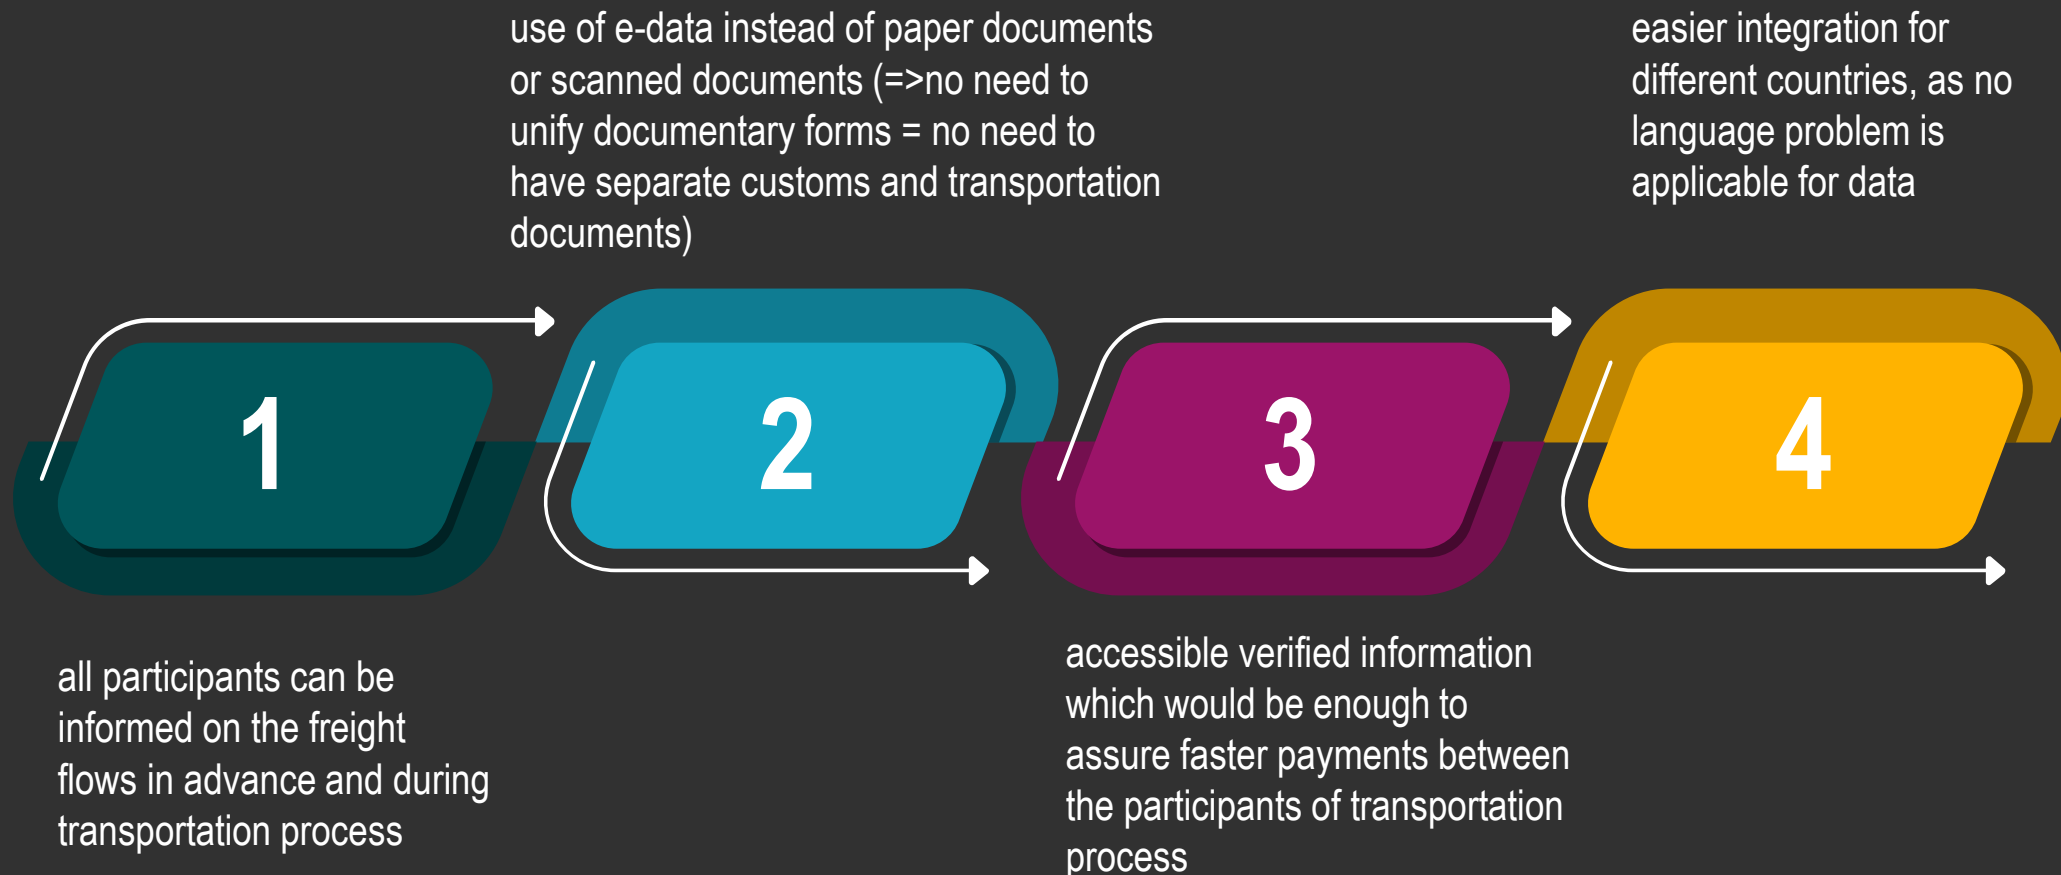 use of e-data instead of paper documents
or scanned documents (=>no need to
unify documentary forms = no need to
have separate customs and transportation
documents)
easier integration for
different countries, as no
language problem is
applicable for data
1
2
3
4
all participants can be
informed on the freight
flows in advance and during
transportation process
accessible verified information
which would be enough to
assure faster payments between
the participants of transportation
process